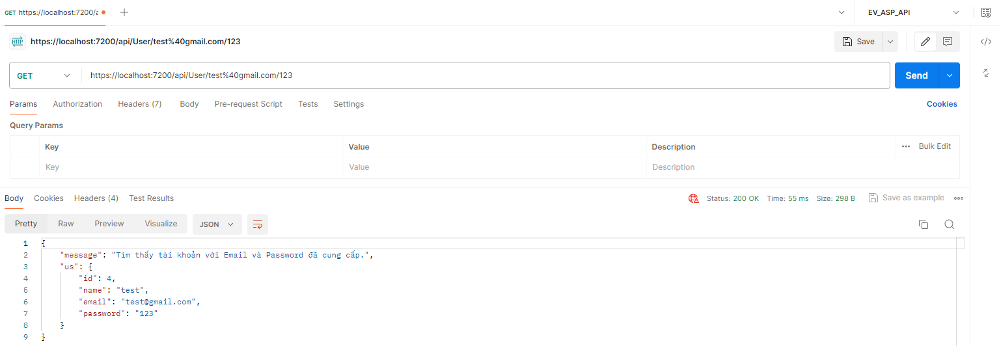 GET https://localhost:7200/a
EV_ASP_API
HTTP https://localhost:7200/api/User/test%40gmail.com/123
Save
GET https://localhost:7200/api/User/test%40gmail.com/123 Send
Params Authorization Headers (7) Body Pre-request Script Tests Settings Cookies
Query Params
Key Value Description Bulk Edit
Key Value Description
Body Cookies Headers (4) Test Results Status: 200 OK Time: 55 ms Size: 298 B Save as example
Pretty Raw Preview Visualize JSON
1 {
2 "message": "Tìm thấy tài khoản với Email và Password đã cung cấp.",
3 "us": {
4 "id": 4,
5 "name": "test",
6 "email": "test@gmail.com",
7 "password": "123"
8 }
9 }